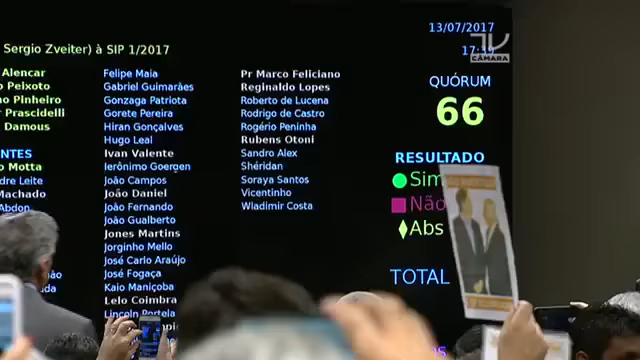 13/07/2017
Sergio Zveiter) à SIP 1/2017
TV CÂMARA
QUÓRUM
66
RESULTADO
Sim
Não
Abs
TOTAL
Alencar
Peixoto
Pinheiro
Prascidelli
Damous
NTES
Motta
Leite
Machado
Abdon
Felipe Maia
Gabriel Guimarães
Gonzaga Patriota
Gorete Pereira
Hiran Gonçalves
Hugo Leal
Ivan Valente
Ierônimo Goergen
João Campos
João Daniel
João Fernando
João Gualberto
Jones Martins
Jorginho Mello
José Carlos Araújo
José Fogaça
Kaio Maniçoba
Lelo Coimbra
Lincoln Portela
Pr Marco Feliciano
Reginaldo Lopes
Roberto de Lucena
Rodrigo de Castro
Rogério Peninha
Rubens Otoni
Sandro Alex
Shéridan
Soraya Santos
Vicentinho
Wladimir Costa